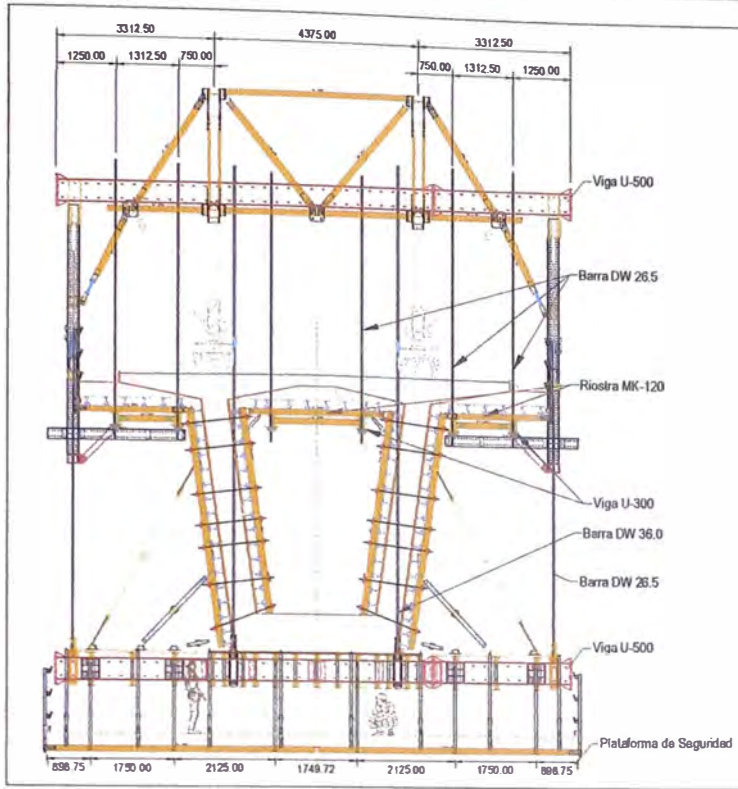 3312.50 4375.00 3312.50
1250.00 1312.50 750.00 750.00 1312.50 1250.00
Viga U-500
Barra DW 26.5
Riostra MK-120
Viga U-300
Barra DW 36.0
Barra DW 26.5
Viga U-500
Plataforma de Seguridad
898.75 1750.00 2125.00 1749.72 2125.00 1750.00 898.75